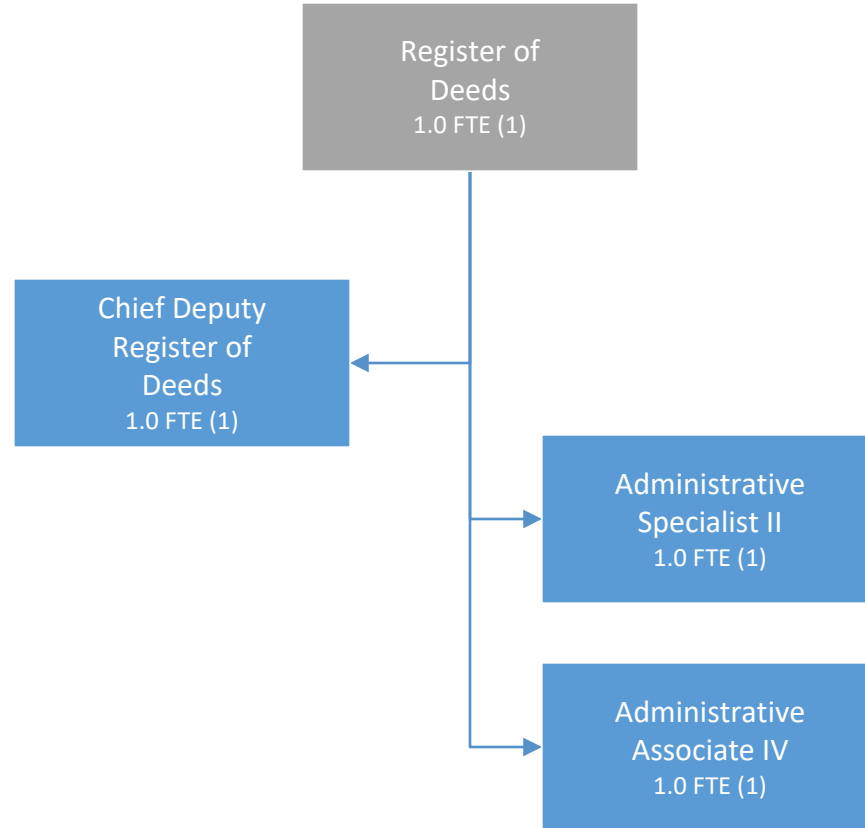 Register of
Deeds
1.0 FTE (1)
Chief Deputy
Register of
Deeds
1.0 FTE (1)
Administrative
Specialist II
1.0 FTE (1)
Administrative
Associate IV
1.0 FTE (1)